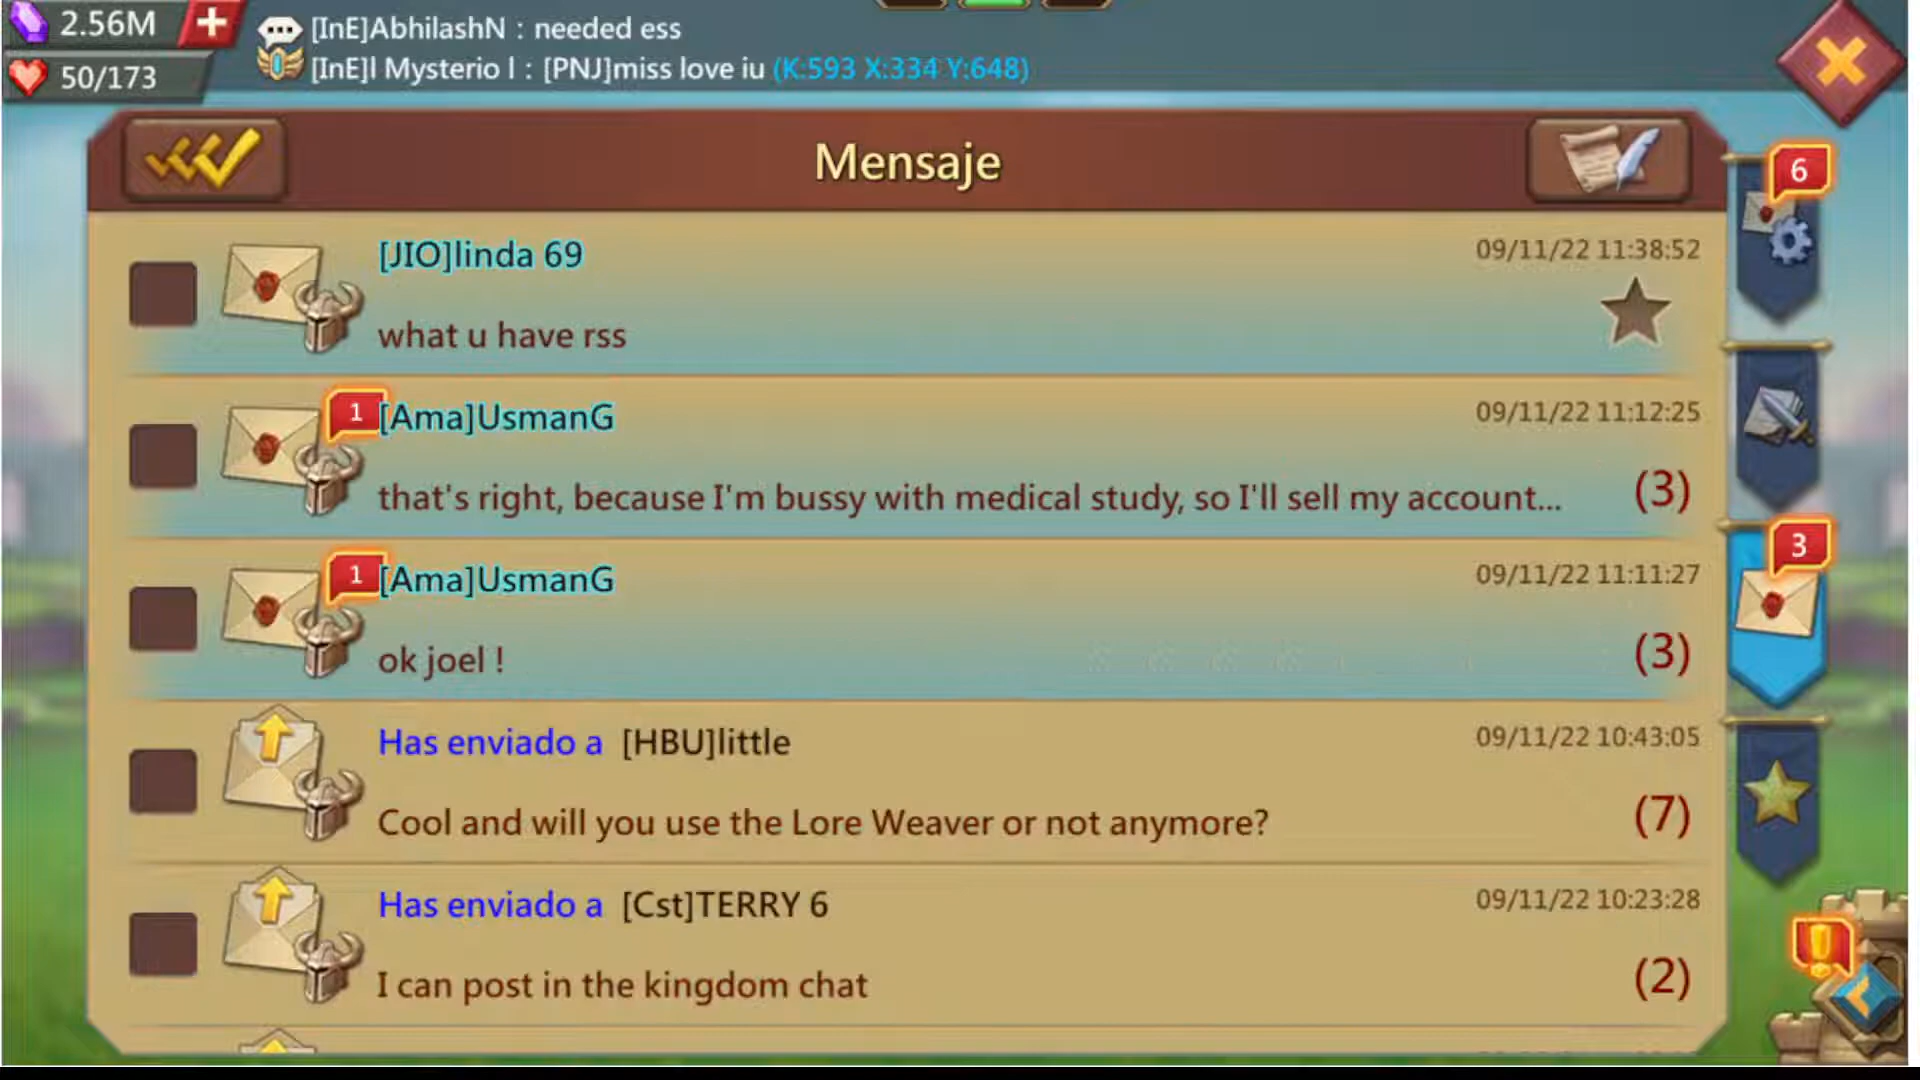 2.56M
50/173
[InE]AbhilashN : needed ess
[InE]l Mysterio l : [PNJ]miss love iu (K:593 X:334 Y:648)
Mensaje
6
[JIO]linda 69
09/11/22 11:38:52
what u have rss
1
[Ama]UsmanG
09/11/22 11:12:25
that's right, because I'm bussy with medical study, so I'll sell my account...
(3)
1
[Ama]UsmanG
09/11/22 11:11:27
3
ok joel !
(3)
Has enviado a [HBU]little
09/11/22 10:43:05
Cool and will you use the Lore Weaver or not anymore?
(7)
Has enviado a [Cst]TERRY 6
09/11/22 10:23:28
I can post in the kingdom chat
(2)